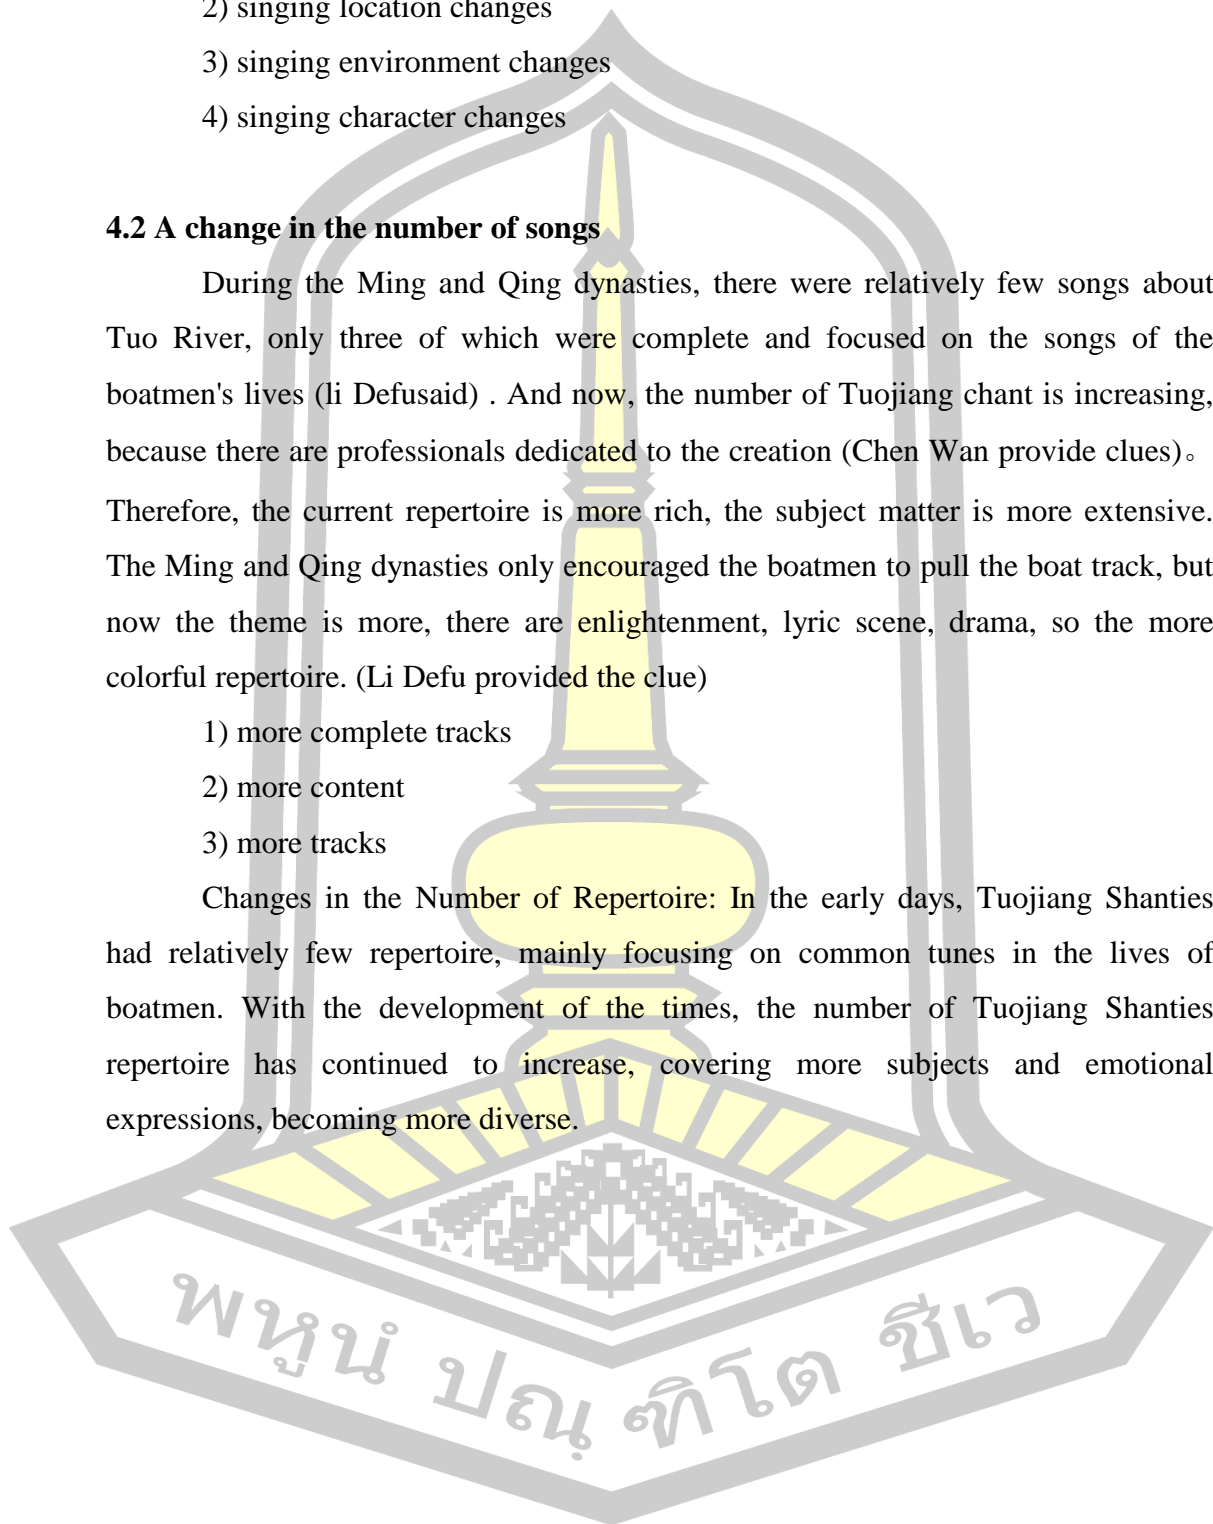 2) singing location changes
3) singing environment changes
4) singing character changes
4.2 A change in the number of songs
During the Ming and Qing dynasties, there were relatively few songs about
Tuo River, only three of which were complete and focused on the songs of the
boatmen's lives (li Defusaid) . And now, the number of Tuojiang chant is increasing,
because there are professionals dedicated to the creation (Chen Wan provide clues)。
Therefore, the current repertoire is more rich, the subject matter is more extensive.
The Ming and Qing dynasties only encouraged the boatmen to pull the boat track, but
now the theme is more, there are enlightenment, lyric scene, drama, so the more
colorful repertoire. (Li Defu provided the clue)
1) more complete tracks
2) more content
3) more tracks
Changes in the Number of Repertoire: In the early days, Tuojiang Shanties
had relatively few repertoire, mainly focusing on common tunes in the lives of
boatmen. With the development of the times, the number of Tuojiang Shanties
repertoire has continued to increase, covering more subjects and emotional
expressions, becoming more diverse.
พหูนํ ปณฺฑิโต ชีเว